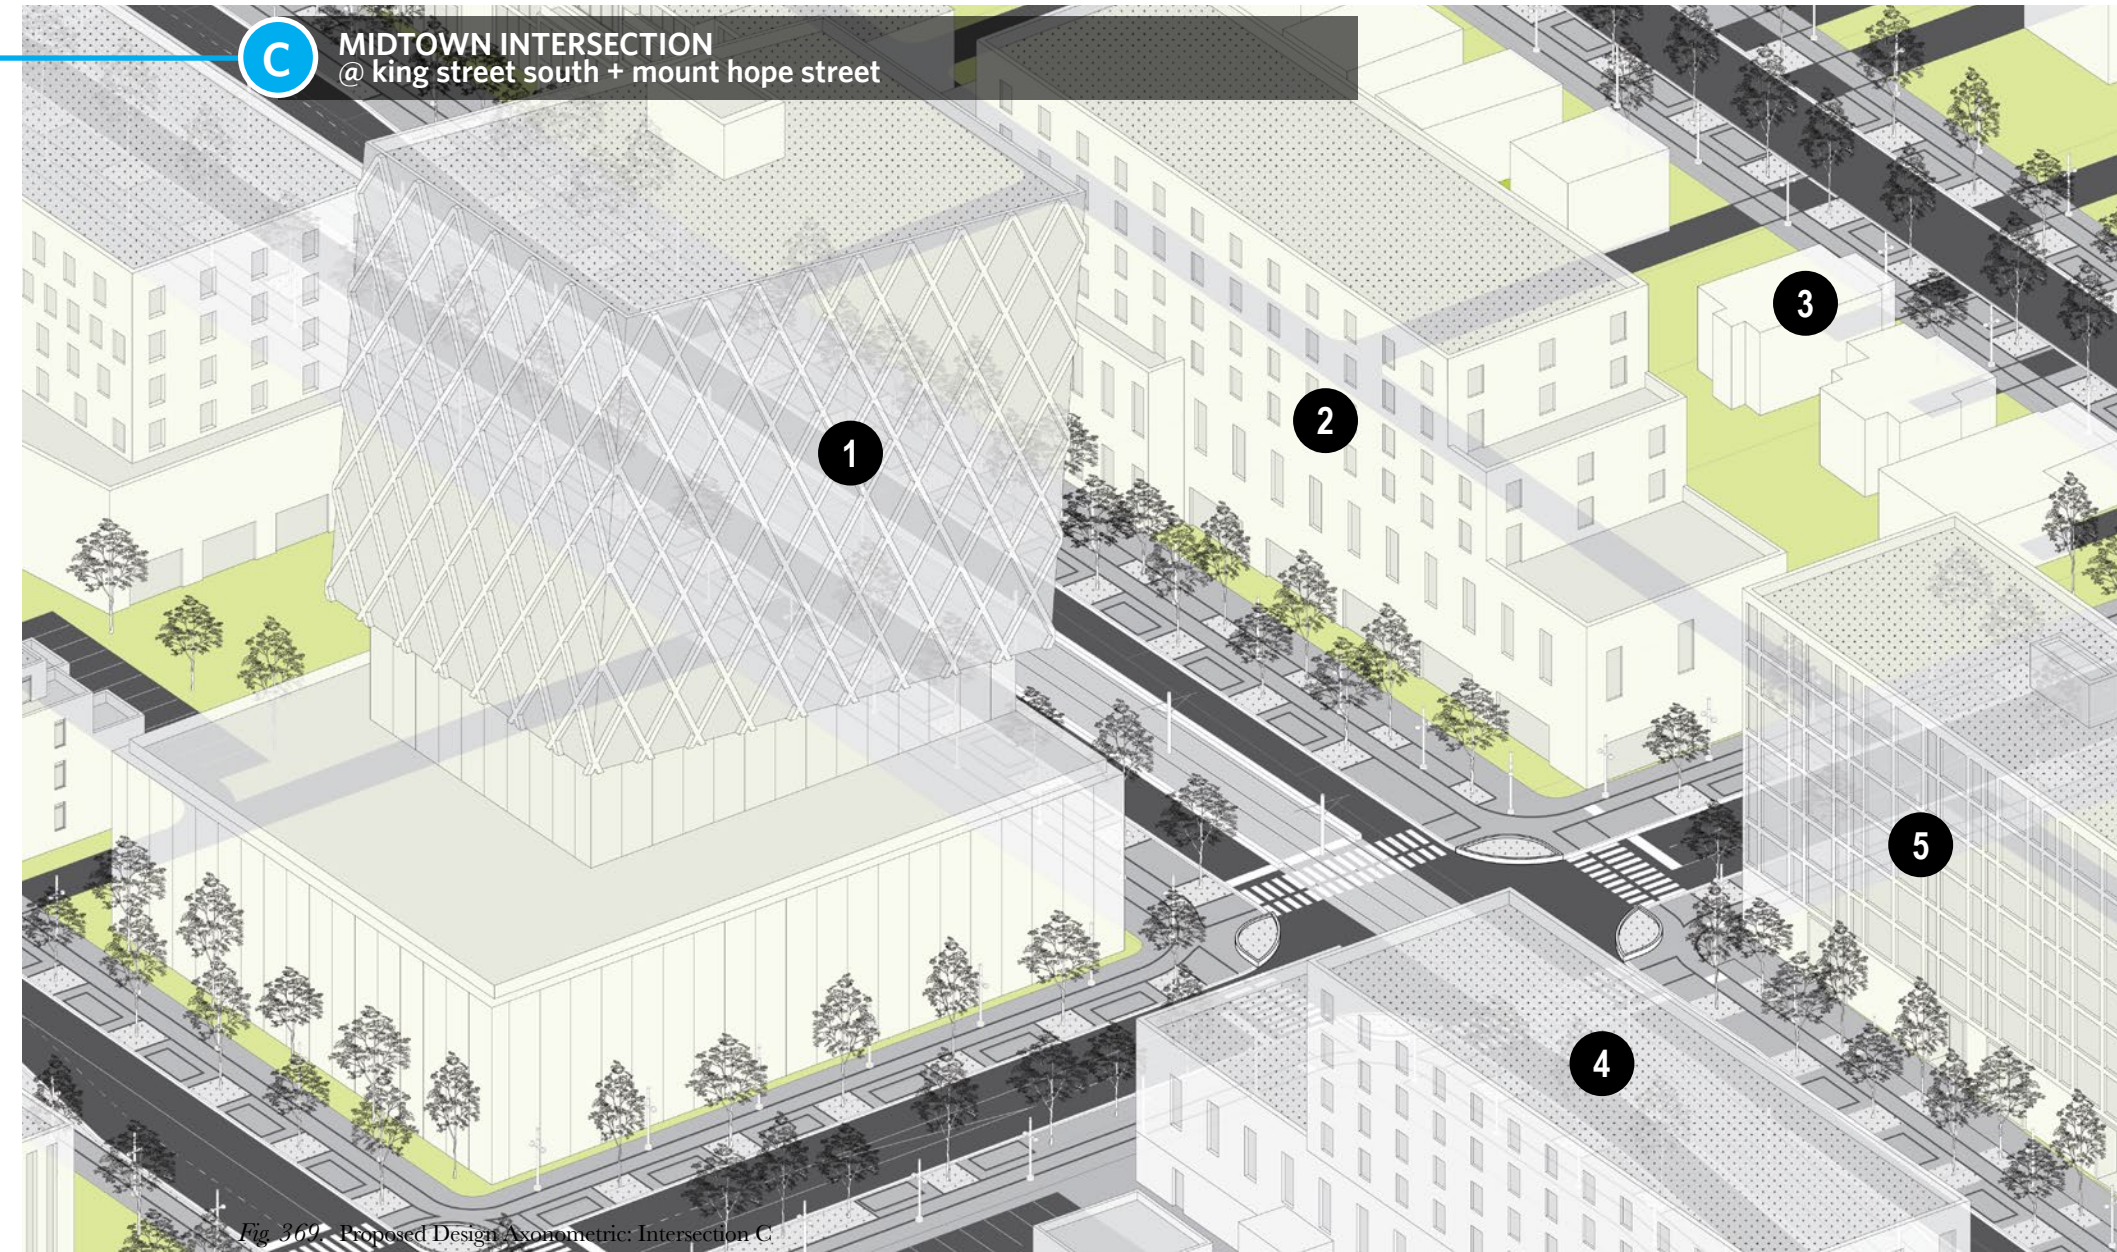 C
MIDTOWN INTERSECTION
@ king street south + mount hope street
3
2
1
5
4
Fig 369. Proposed Design Axonometric: Intersection C